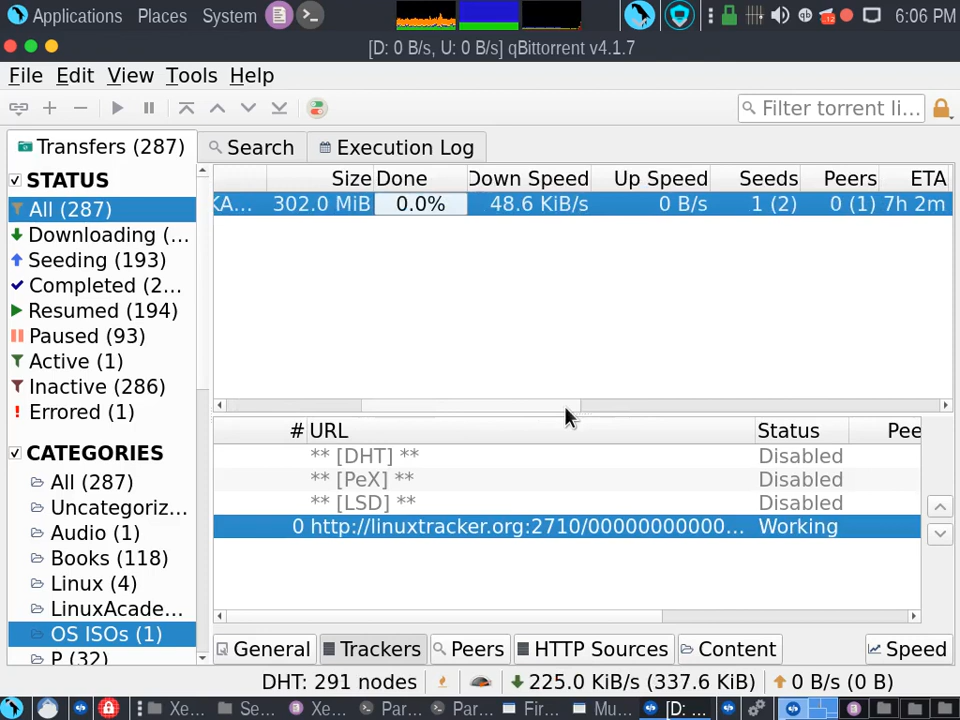 Applications Places System 6:06 PM
[D: 0 B/s, U: 0 B/s] qBittorrent v4.1.7
File Edit View Tools Help
Filter torrent li...
Transfers (287) Search Execution Log
STATUS
All (287)
Downloading (...
Seeding (193)
Completed (2...
Resumed (194)
Paused (93)
Active (1)
Inactive (286)
Errored (1)
CATEGORIES
All (287)
Uncategoriz...
Audio (1)
Books (118)
Linux (4)
LinuxAcade...
OS ISOs (1)
P (32)
Size Done Down Speed Up Speed Seeds Peers ETA
KA... 302.0 MiB 0.0% 48.6 KiB/s 0 B/s 1 (2) 0 (1) 7h 2m
# URL Status Pee
** [DHT] ** Disabled
** [PeX] ** Disabled
** [LSD] ** Disabled
0 http://linuxtracker.org:2710/00000000000... Working
General Trackers Peers HTTP Sources Content Speed
DHT: 291 nodes 225.0 KiB/s (337.6 KiB) 0 B/s (0 B)
Xe... Se... Xe... Par... Par... Fir... Mu... [D: ...